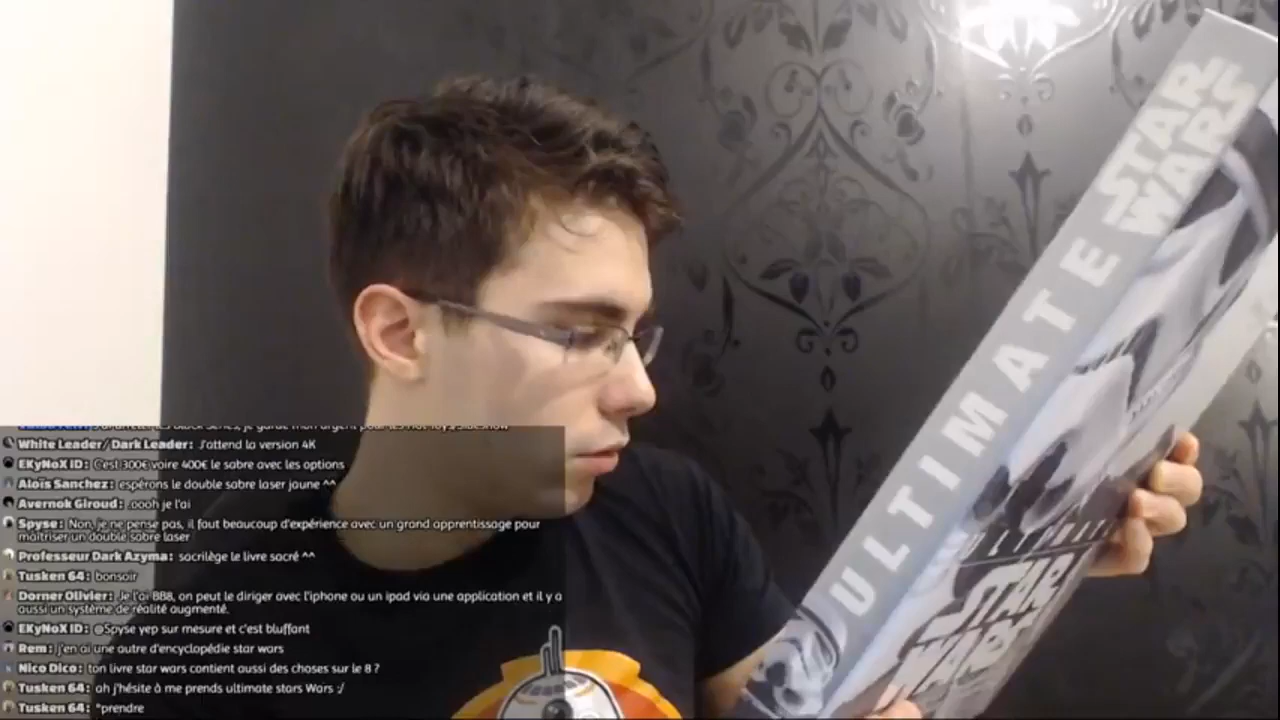 STAR
WARS
ULTIMATE
ULTIMATE
STAR
WARS
White Leader/Dark Leader: J'attend la version 4K
EKyNoX iD: C'est 300€ voire 400€ le sabre avec les options
Aloïs Sanchez: espérons le double sabre laser jaune ^^
Avernok Giroud: ,oooh je l'ai
Spyse: Non, je ne pense pas, il faut beaucoup d'expérience avec un grand apprentissage pour
maîtriser un double sabre laser
Professeur Dark Azyma: sacrilège le livre sacré ^^
Tusken 64: bonsoir
Dorner Olivier: Je l'ai BB8, on peut le diriger avec l'iphone ou un ipad via une application et il y a
aussi un système de réalité augmenté.
EKyNoX iD: @Spyse yep sur mesure et c'est bluffant
Rem: j'en ai une autre d'encyclopédie star wars
Nico Dico: ton livre star wars contient aussi des choses sur le 8 ?
Tusken 64: ah j'hésite à me prends ultimate stars Wars :/
Tusken 64: *prendre